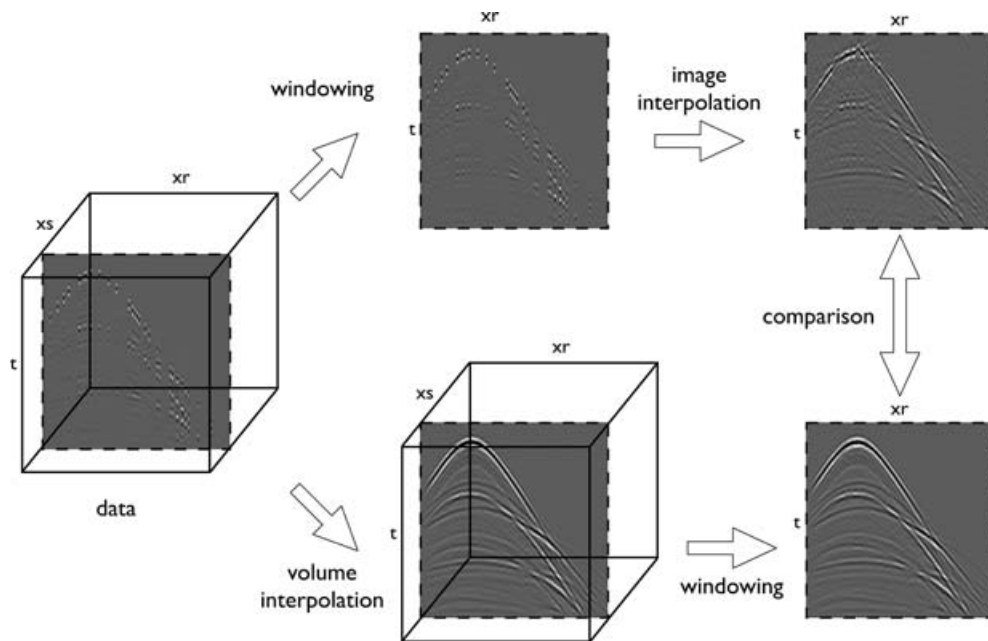 xr
xr
windowing
image
interpolation
t
t
xr
xs
t
comparison
xr
xs
xr
data
t
t
volume
interpolation
windowing